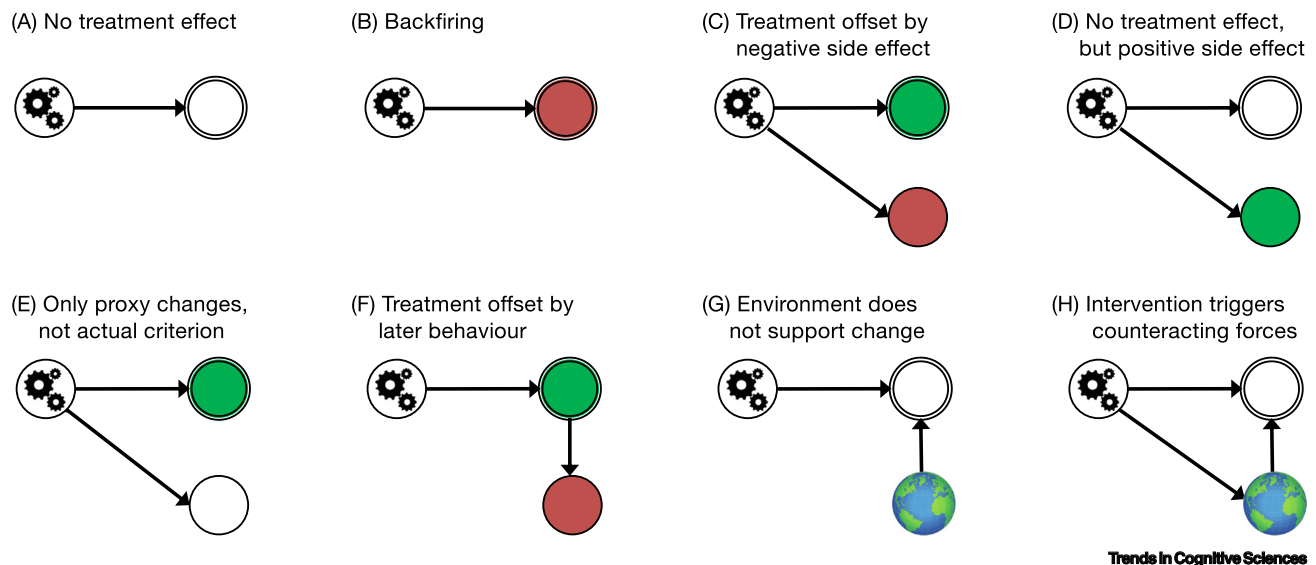 (A) No treatment effect
(B) Backfiring
(C) Treatment offset by
negative side effect
(D) No treatment effect,
but positive side effect
(E) Only proxy changes,
not actual criterion
(F) Treatment offset by
later behaviour
(G) Environment does
not support change
(H) Intervention triggers
counteracting forces
Trends in Cognitive Sciences